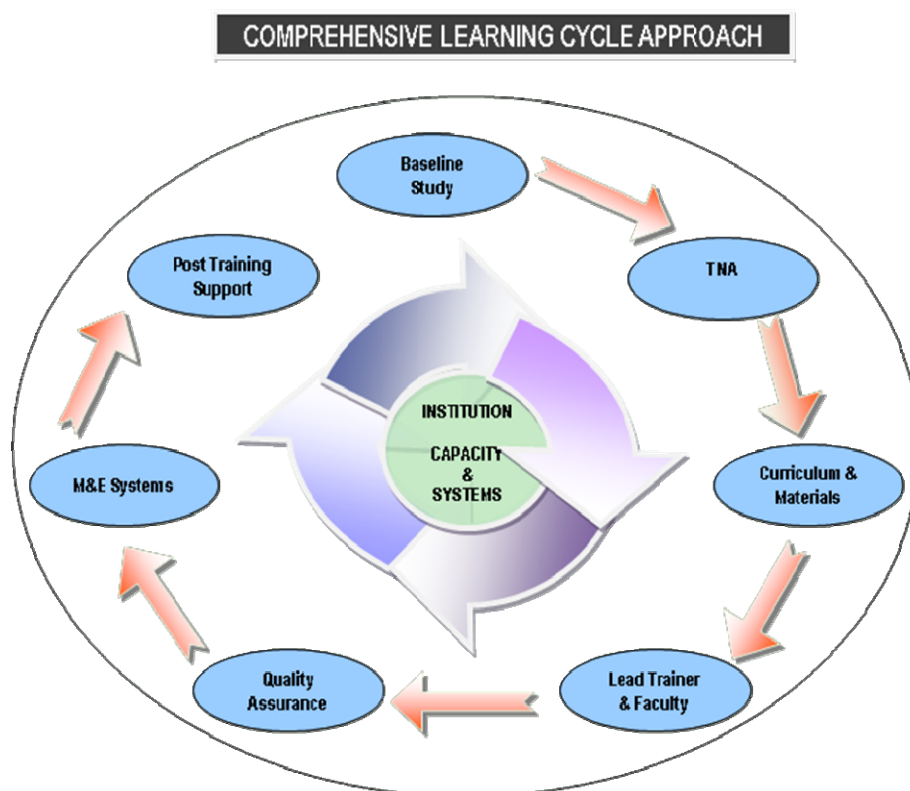 COMPREHENSIVE LEARNING CYCLE APPROACH
Baseline
Study
TNA
Curriculum &
Materials
Lead Trainer
& Faculty
Quality
Assurance
M&E Systems
Post Training
Support
INSTITUTION
CAPACITY
&
SYSTEMS